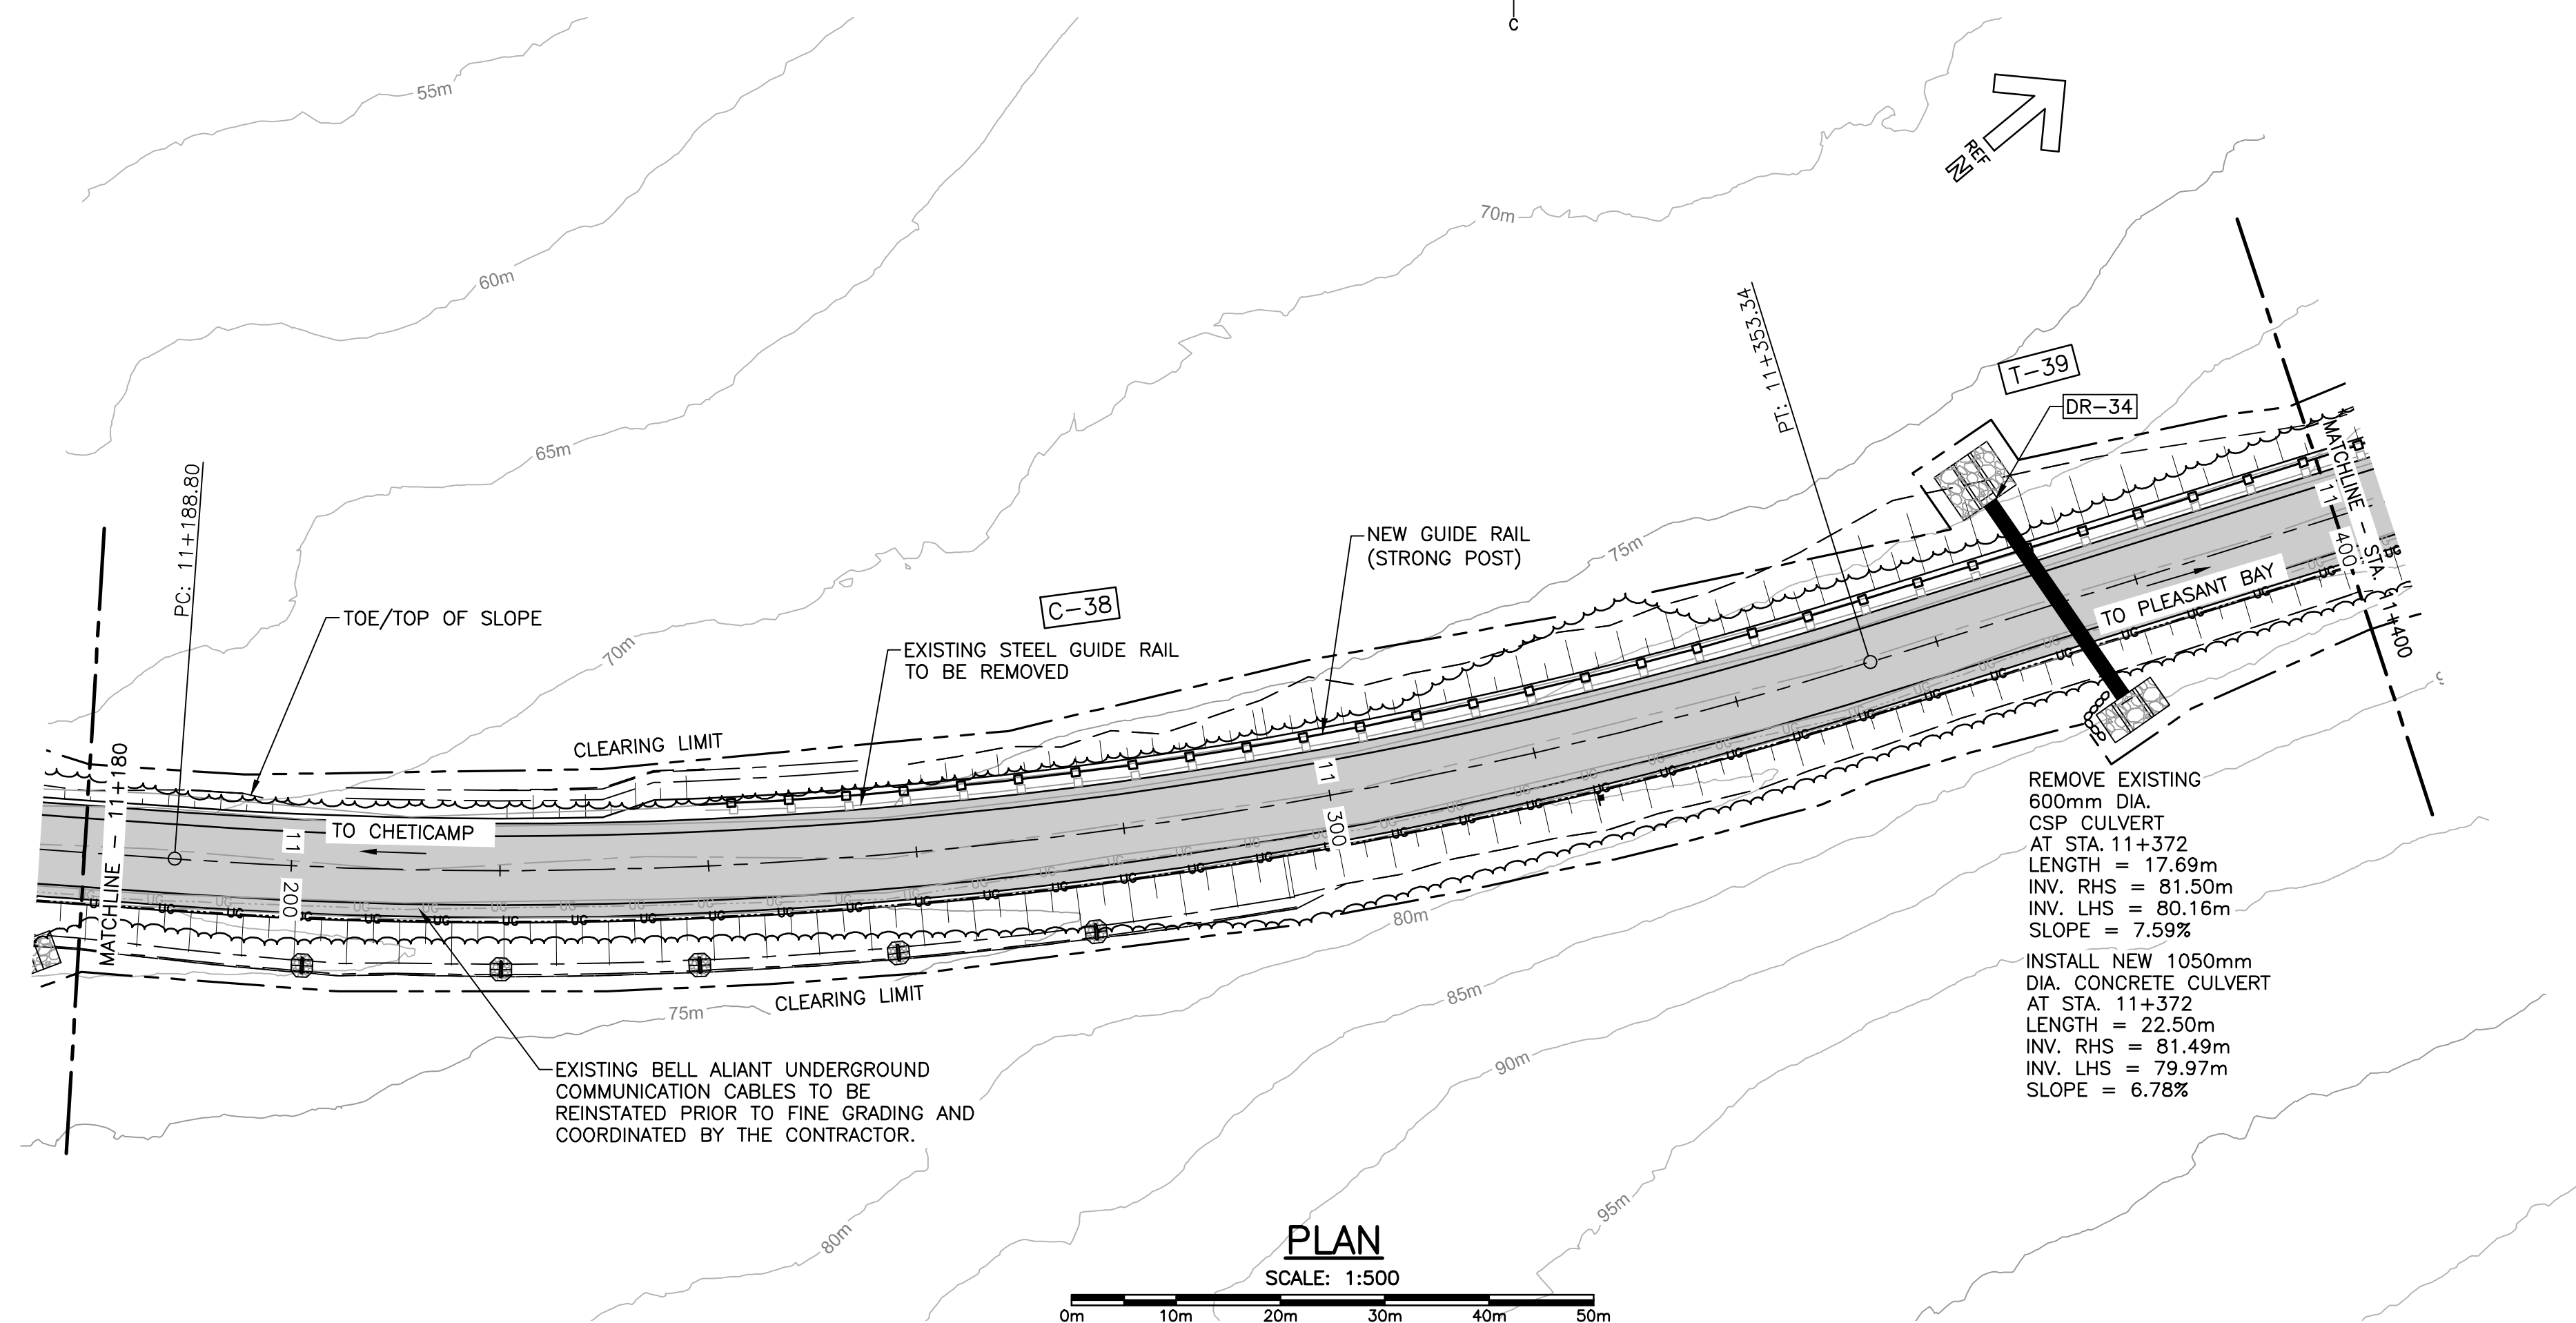 C
55m
REF
N
70m
60m
PT: 11+353.34
T-39
DR-34
65m
PC: 11+188.80
NEW GUIDE RAIL
(STRONG POST)
75m
MATCHLINE - STA. 11+400
11
400
C-38
TOE/TOP OF SLOPE
EXISTING STEEL GUIDE RAIL
TO BE REMOVED
70m
TO PLEASANT BAY
CLEARING LIMIT
MATCHLINE - 11+180
TO CHETICAMP
11
200
11
300
UG
80m
REMOVE EXISTING
600mm DIA.
CSP CULVERT
AT STA. 11+372
LENGTH = 17.69m
INV. RHS = 81.50m
INV. LHS = 80.16m
SLOPE = 7.59%
INSTALL NEW 1050mm
DIA. CONCRETE CULVERT
AT STA. 11+372
LENGTH = 22.50m
INV. RHS = 81.49m
INV. LHS = 79.97m
SLOPE = 6.78%
CLEARING LIMIT
75m
85m
90m
EXISTING BELL ALIANT UNDERGROUND
COMMUNICATION CABLES TO BE
REINSTATED PRIOR TO FINE GRADING AND
COORDINATED BY THE CONTRACTOR.
95m
80m
PLAN
SCALE: 1:500
0m 10m 20m 30m 40m 50m